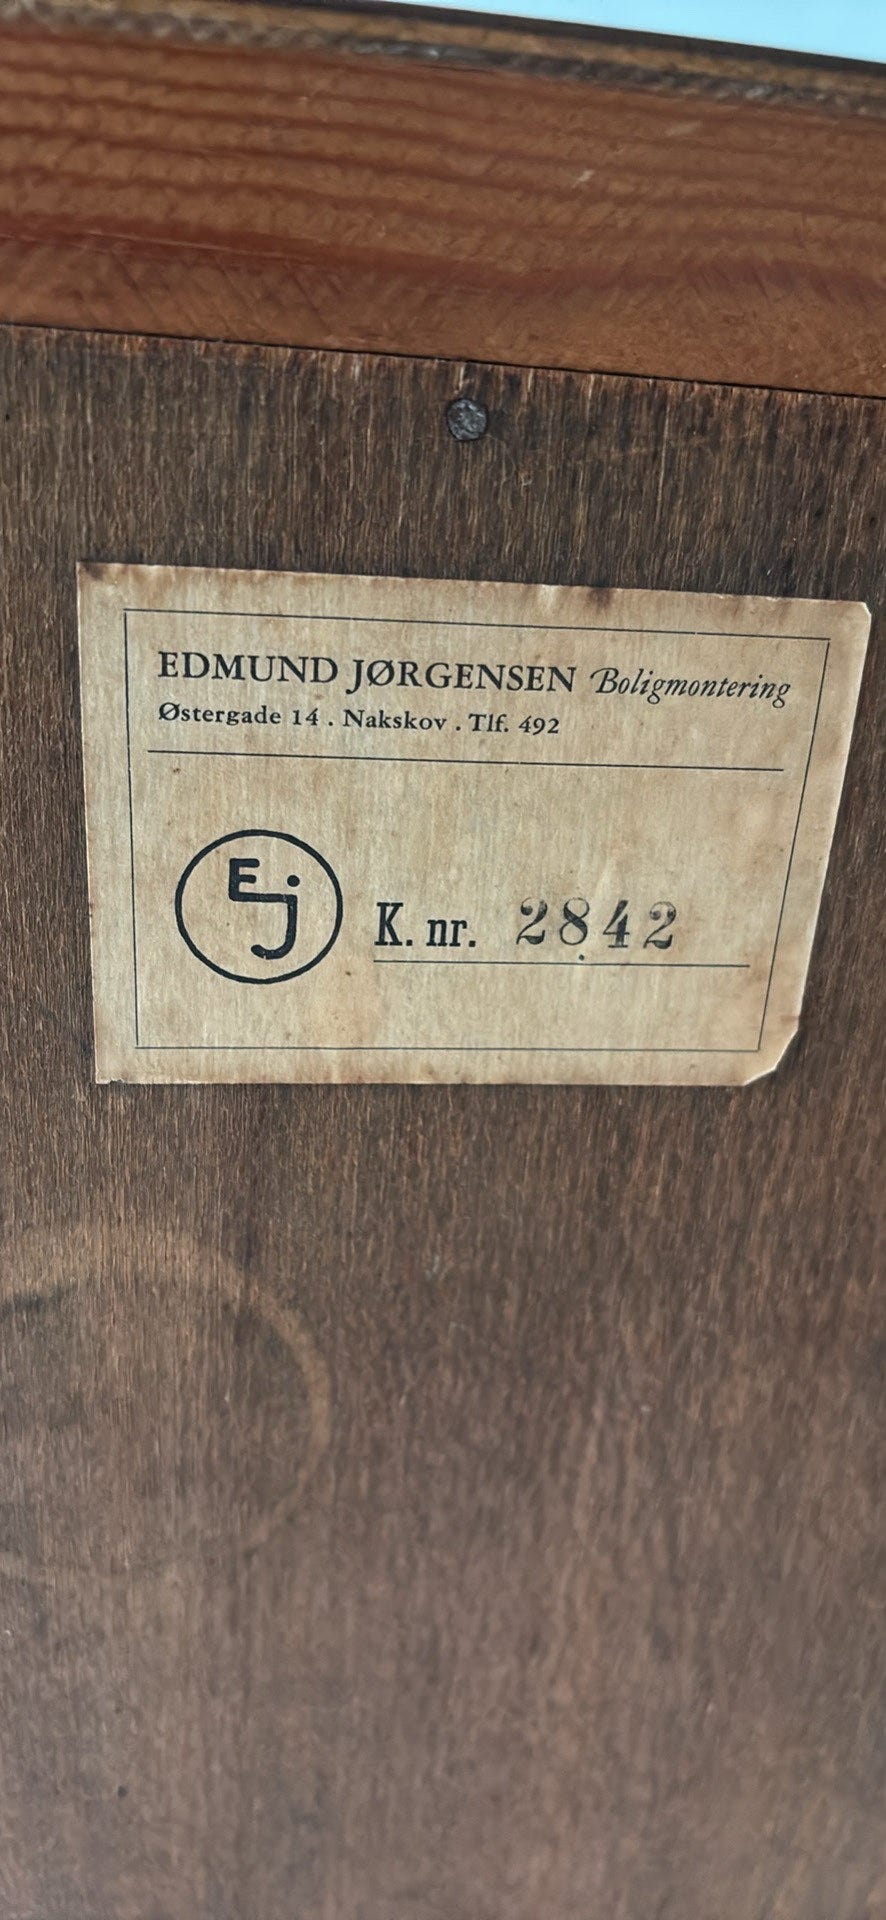 EDMUND JØRGENSEN Boligmontering
Østergade 14 . Nakskov . Tlf. 492
Ej
K. nr. 2842